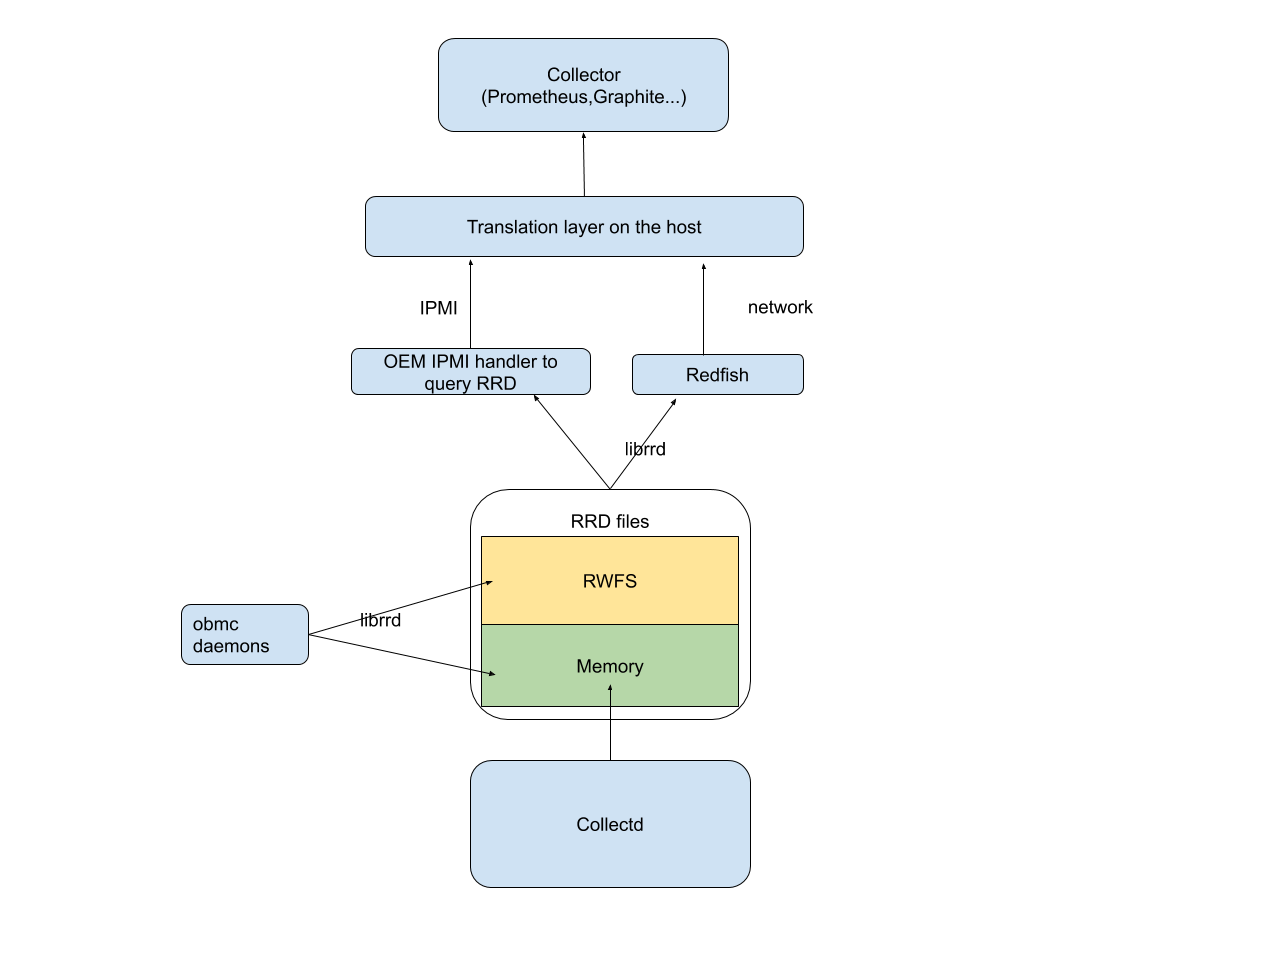 Collector
(Prometheus,Graphite...)
Translation layer on the host
IPMI
network
OEM IPMI handler to
query RRD
Redfish
librrd
RRD files
RWFS
librrd
obmc
daemons
Memory
Collectd